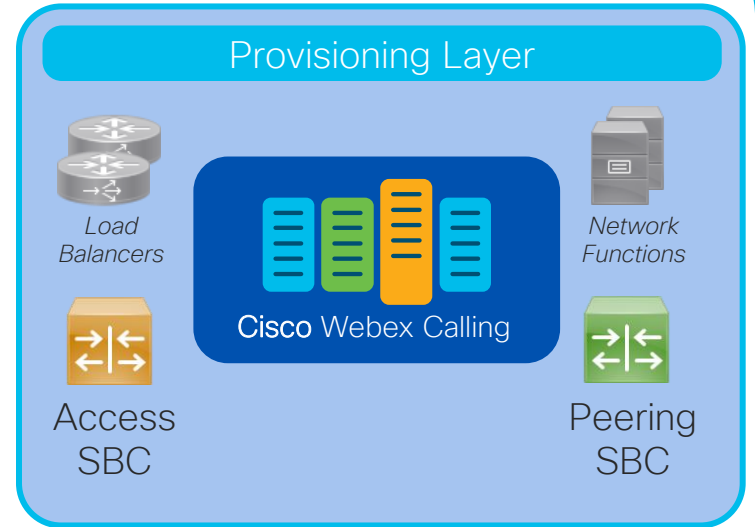 Provisioning Layer
Load
Balancers
Network
Functions
Cisco Webex Calling
Access
SBC
Peering
SBC